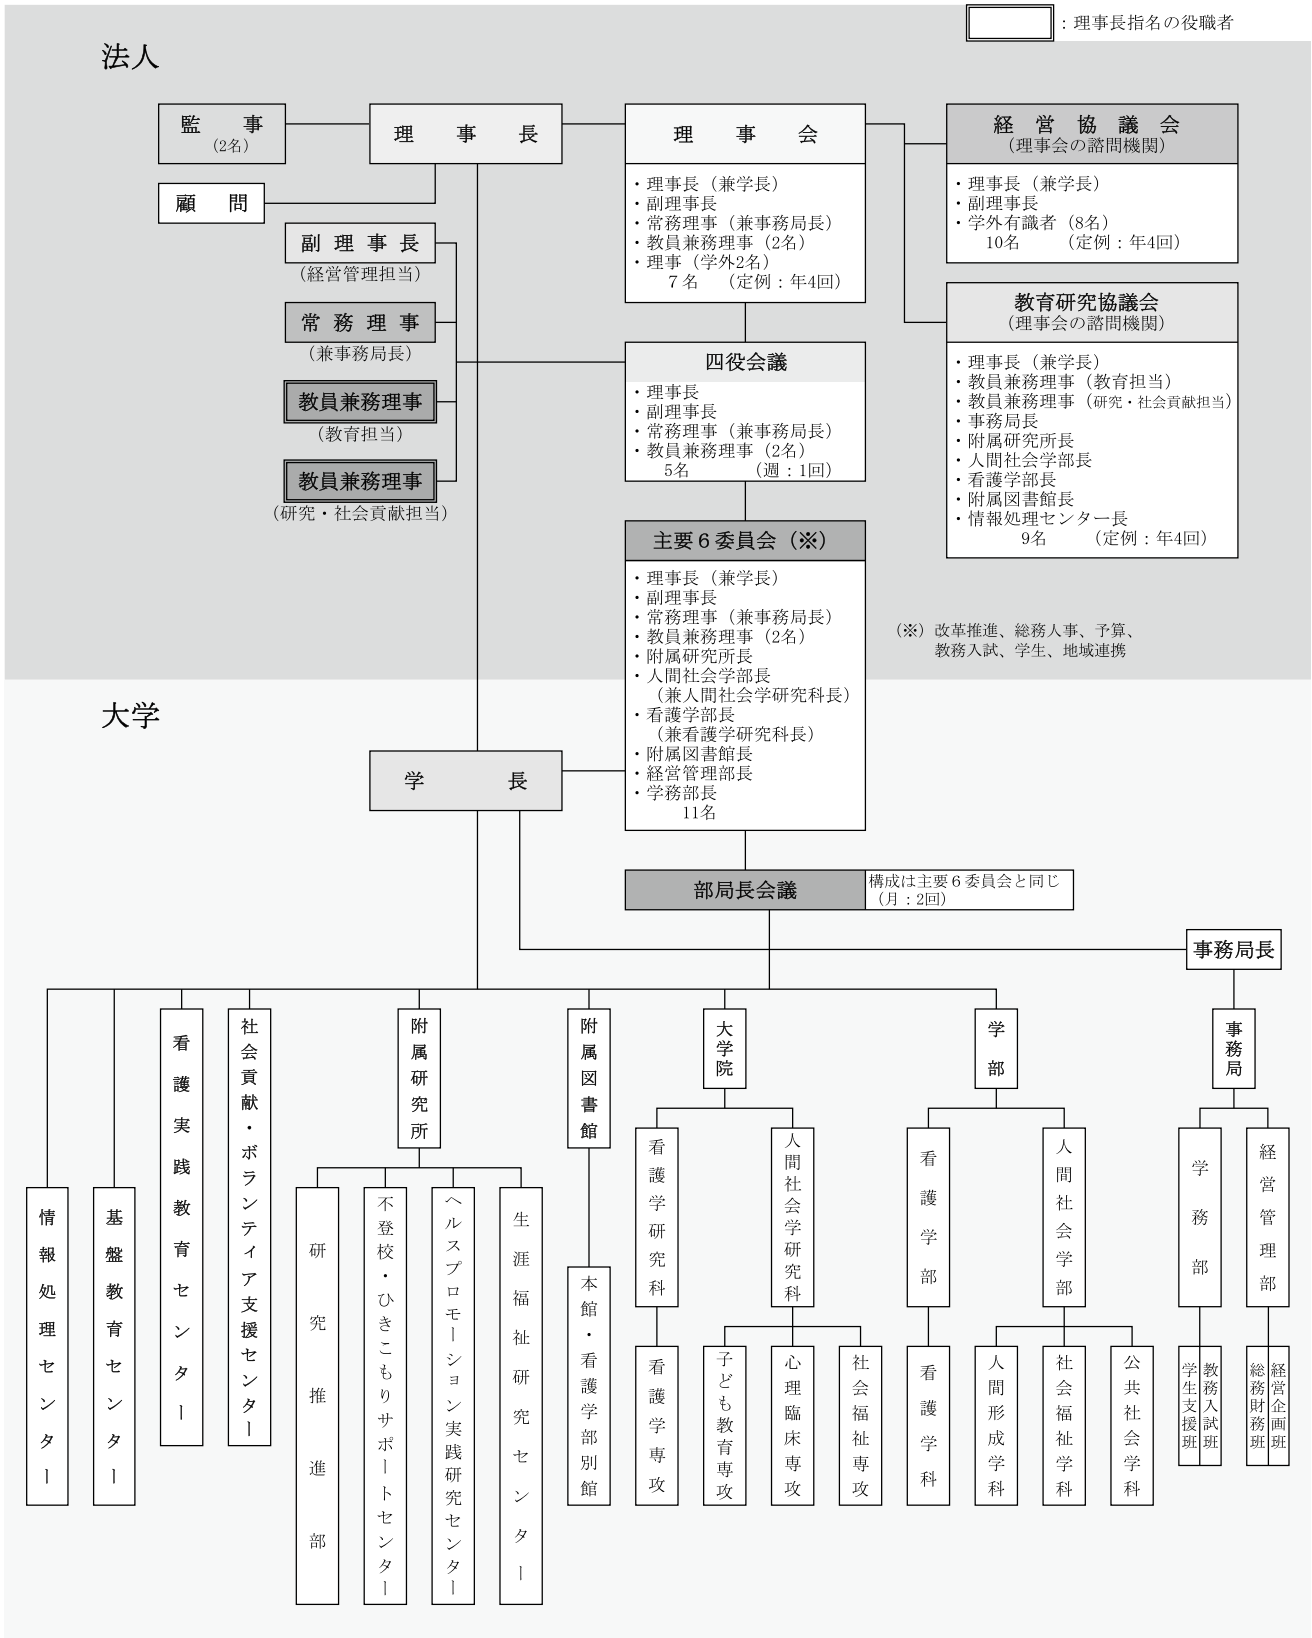 ：理事長指名の役職者
法人
監　事
（2名）
理　事　長
理　事　会
・理事長（兼学長）
・副理事長
・常務理事（兼事務局長）
・教員兼務理事（2名）
・理事（学外2名）
７名　（定例：年4回）
経　営　協　議　会
（理事会の諮問機関）
・理事長（兼学長）
・副理事長
・学外有識者（8名）
10名　　（定例：年4回）
顧　問
副 理 事 長
（経営管理担当）
常 務 理 事
（兼事務局長）
教員兼務理事
（教育担当）
教員兼務理事
（研究・社会貢献担当）
教育研究協議会
（理事会の諮問機関）
・理事長（兼学長）
・教員兼務理事（教育担当）
・教員兼務理事（研究・社会貢献担当）
・事務局長
・附属研究所長
・人間社会学部長
・看護学部長
・附属図書館長
・情報処理センター長
9名　　（定例：年4回）
四役会議
・理事長
・副理事長
・常務理事（兼事務局長）
・教員兼務理事（2名）
5名　　　（週：1回）
主要６委員会（※）
・理事長（兼学長）
・副理事長
・常務理事（兼事務局長）
・教員兼務理事（2名）
・附属研究所長
・人間社会学部長
（兼人間社会学研究科長）
・看護学部長
（兼看護学研究科長）
・附属図書館長
・経営管理部長
・学務部長
11名
（※）改革推進、総務人事、予算、
教務入試、学生、地域連携
大学
学　　長
部局長会議
構成は主要６委員会と同じ
（月：2回）
事務局長
情報処理センター
基盤教育センター
看護実践教育センター
社会貢献・ボランティア支援センター
附属研究所
研究推進部
不登校・ひきこもりサポートセンター
ヘルスプロモーション実践研究センター
生涯福祉研究センター
附属図書館
本館・看護学部別館
大学院
看護学研究科
看護学専攻
人間社会学研究科
子ども教育専攻
心理臨床専攻
社会福祉専攻
学部
看護学部
看護学科
人間社会学部
人間形成学科
社会福祉学科
公共社会学科
事務局
学務部
学生支援班
教務入試班
経営管理部
総務財務班
経営企画班